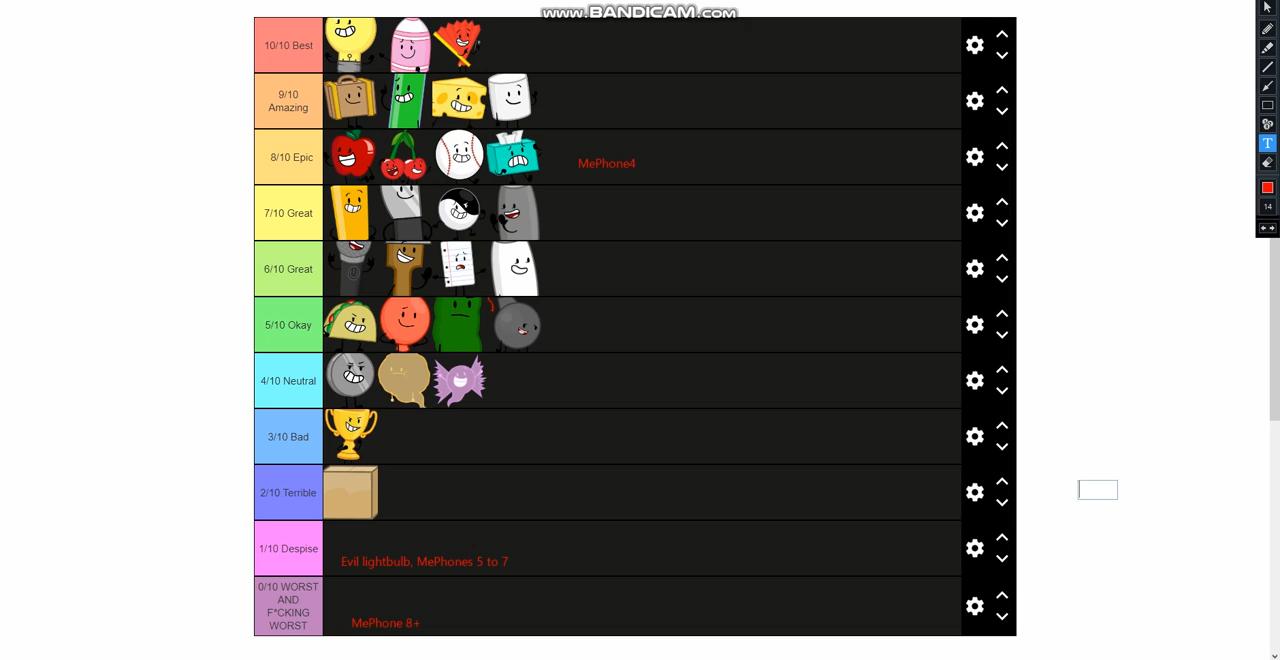 www.BANDICAM.com
10/10 Best
9/10
Amazing
8/10 Epic
MePhone4
7/10 Great
6/10 Great
5/10 Okay
4/10 Neutral
3/10 Bad
2/10 Terrible
1/10 Despise
Evil lightbulb, MePhones 5 to 7
0/10 WORST
AND
F*CKING
WORST
MePhone 8+
T
14